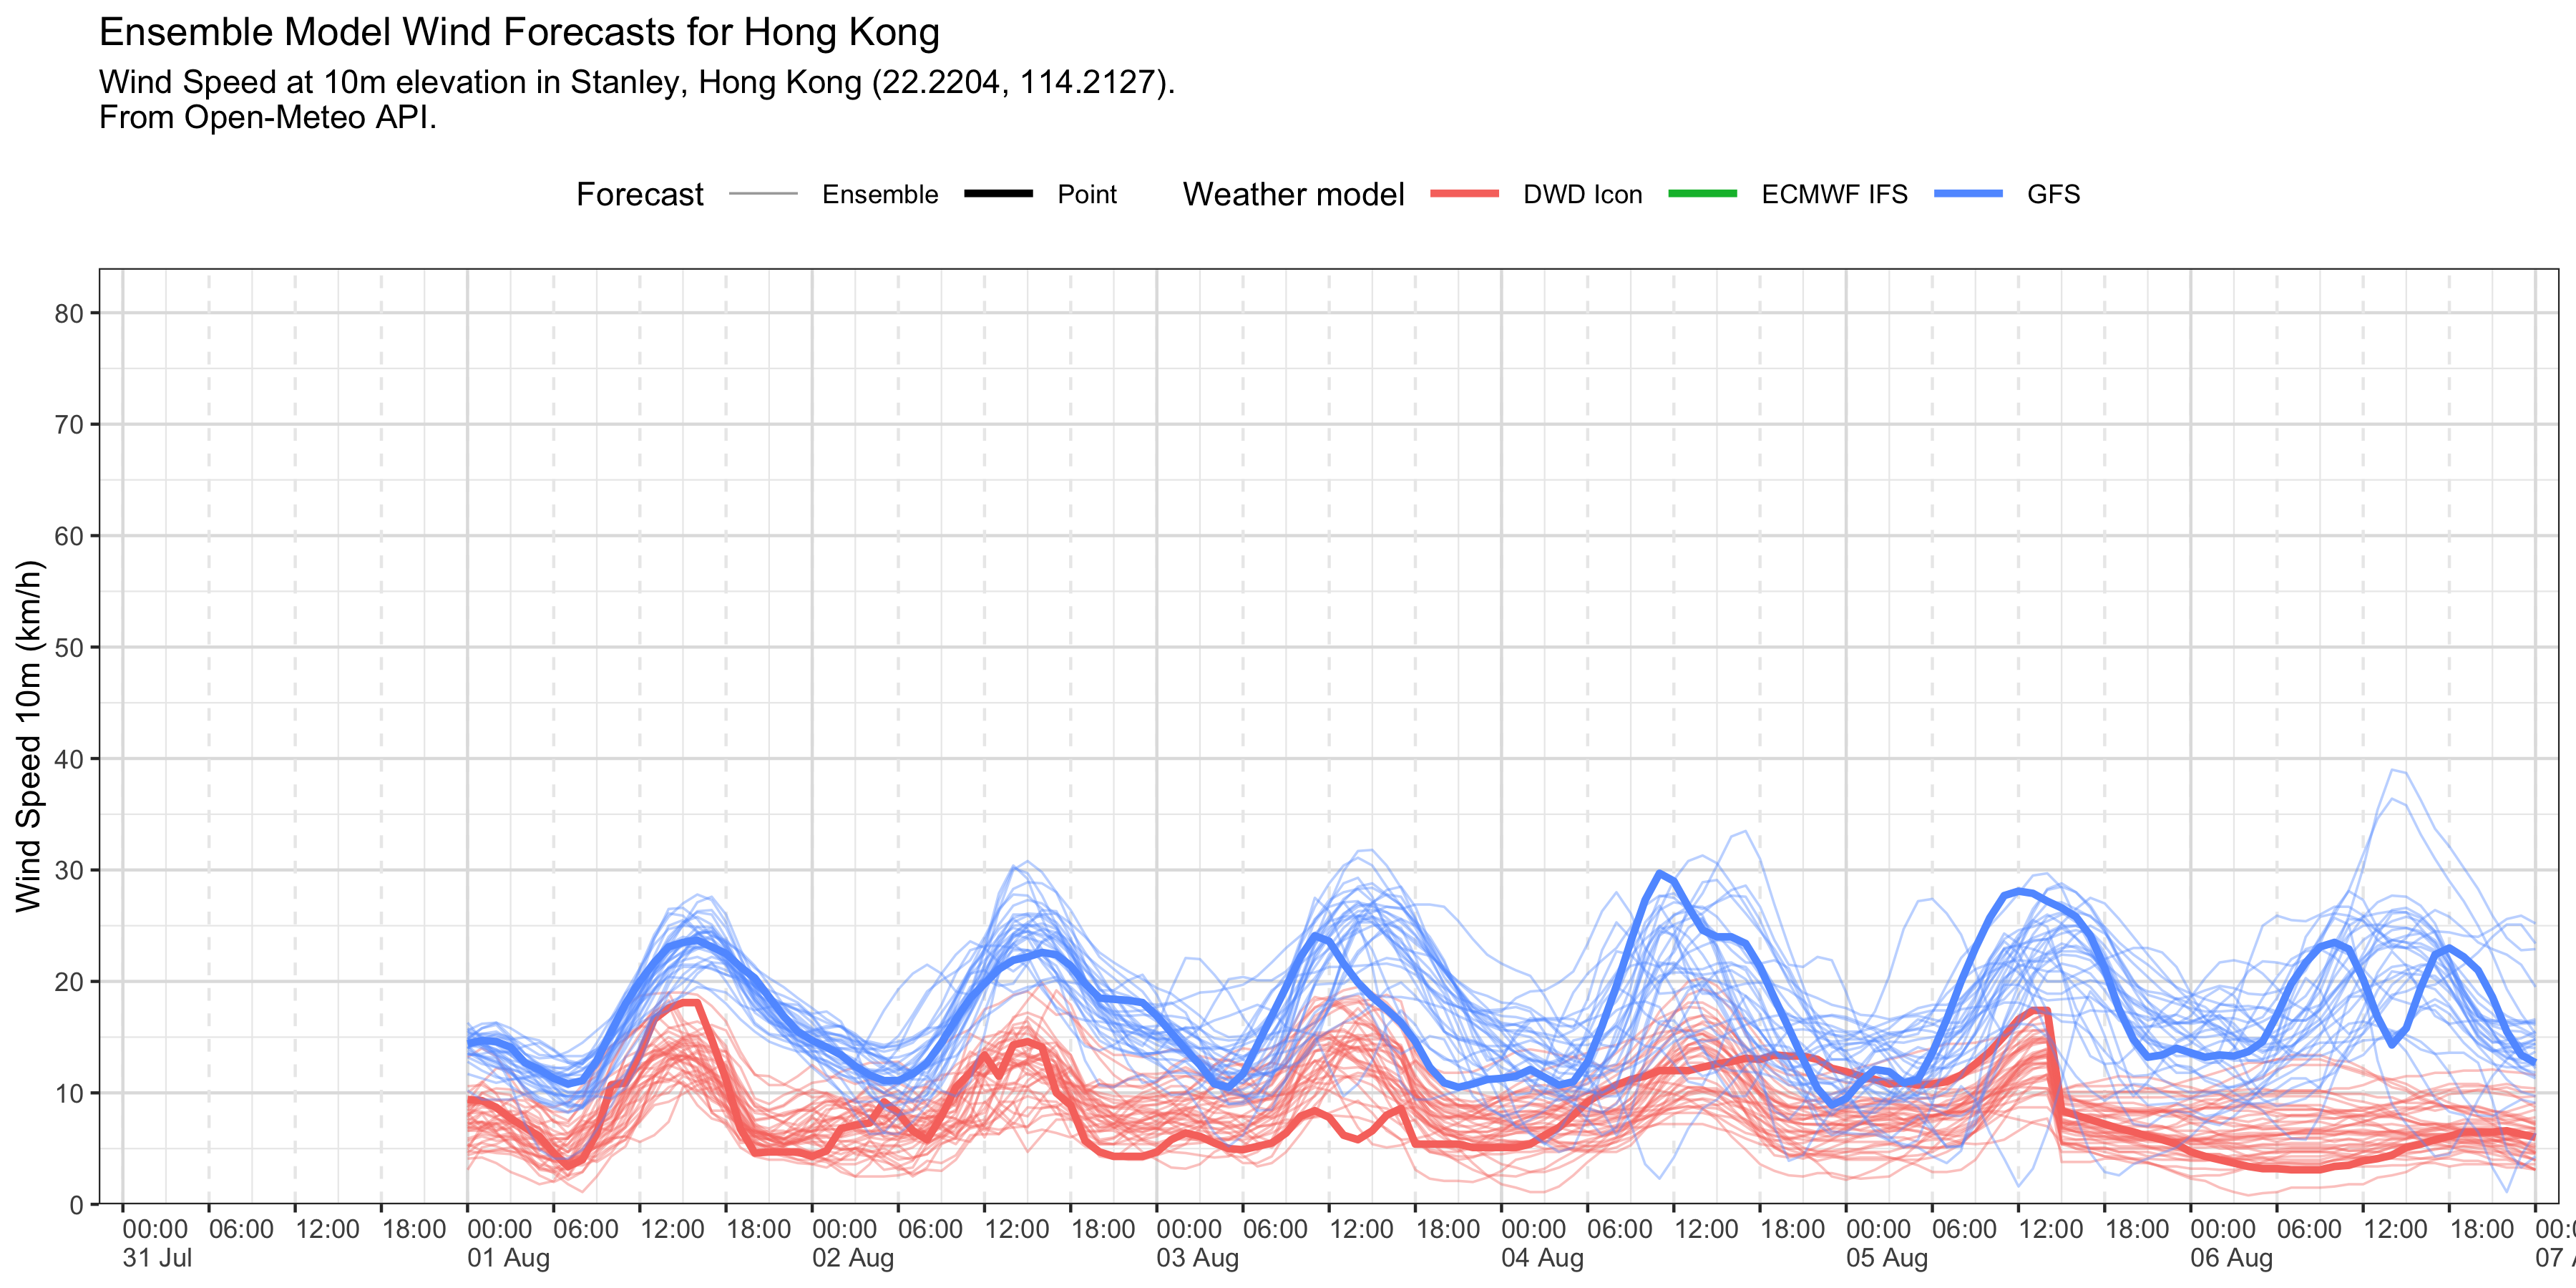 Ensemble Model Wind Forecasts for Hong Kong
Wind Speed at 10m elevation in Stanley, Hong Kong (22.2204, 114.2127).
From Open-Meteo API.
Forecast Ensemble Point Weather model DWD Icon ECMWF IFS GFS
Wind Speed 10m (km/h)
80
70
60
50
40
30
20
10
0
00:00 06:00 12:00 18:00 00:00 06:00 12:00 18:00 00:00 06:00 12:00 18:00 00:00 06:00 12:00 18:00 00:00 06:00 12:00 18:00 00:00 06:00 12:00 18:00 00:00 06:00 12:00 18:00
31 Jul 01 Aug 02 Aug 03 Aug 04 Aug 05 Aug 06 Aug 07